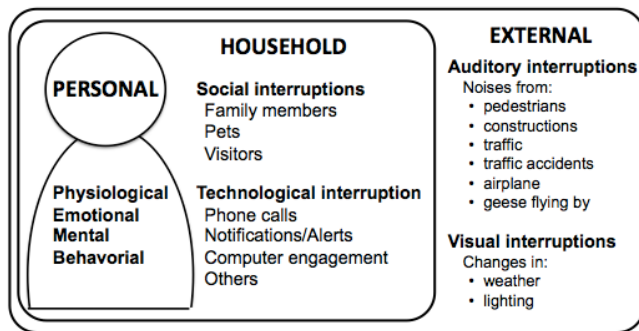 PERSONAL
Physiological
Emotional
Mental
Behavorial
HOUSEHOLD
Social interruptions
Family members
Pets
Visitors
Technological interruption
Phone calls
Notifications/Alerts
Computer engagement
Others
EXTERNAL
Auditory interruptions
Noises from:
• pedestrians
• constructions
• traffic
• traffic accidents
• airplane
• geese flying by
Visual interruptions
Changes in:
• weather
• lighting